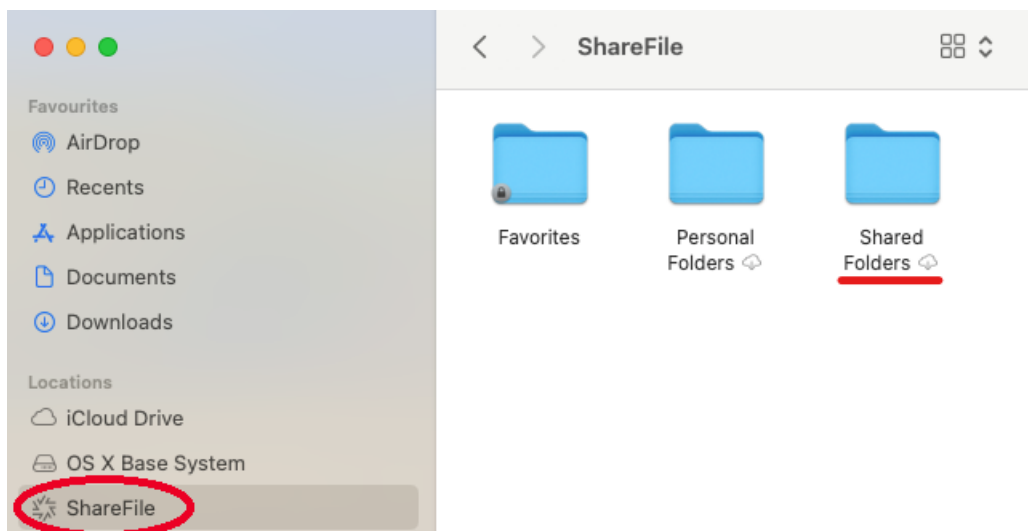 ShareFile
Favourites
AirDrop
Recents
Applications
Documents
Downloads
Locations
iCloud Drive
OS X Base System
ShareFile
Favorites
Personal
Folders
Shared
Folders